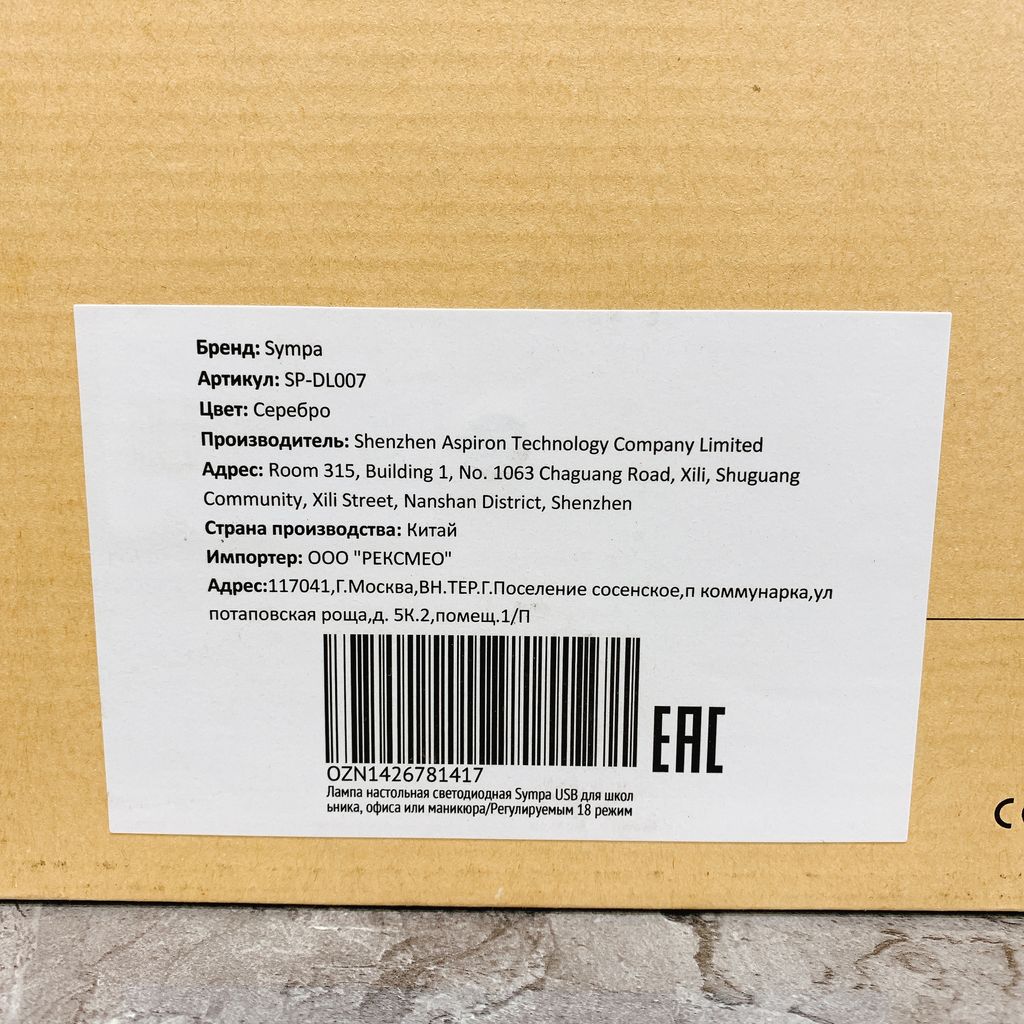 Бренд: Sympa
Артикул: SP-DL007
Цвет: Серебро
Производитель: Shenzhen Aspiron Technology Company Limited
Адрес: Room 315, Building 1, No. 1063 Chaguang Road, Xili, Shuguang
Community, Xili Street, Nanshan District, Shenzhen
Страна производства: Китай
Импортер: ООО "РЕКСМЕО"
Адрес:117041,Г.Москва,ВН.ТЕР.Г.Поселение сосенское,п коммунарка,ул
потаповская роща,д. 5К.2,помещ.1/П
EAC
OZN1426781417
Лампа настольная светодиодная Sympa USB для школ
ьника, офиса или маникюра/Регулируемым 18 режим